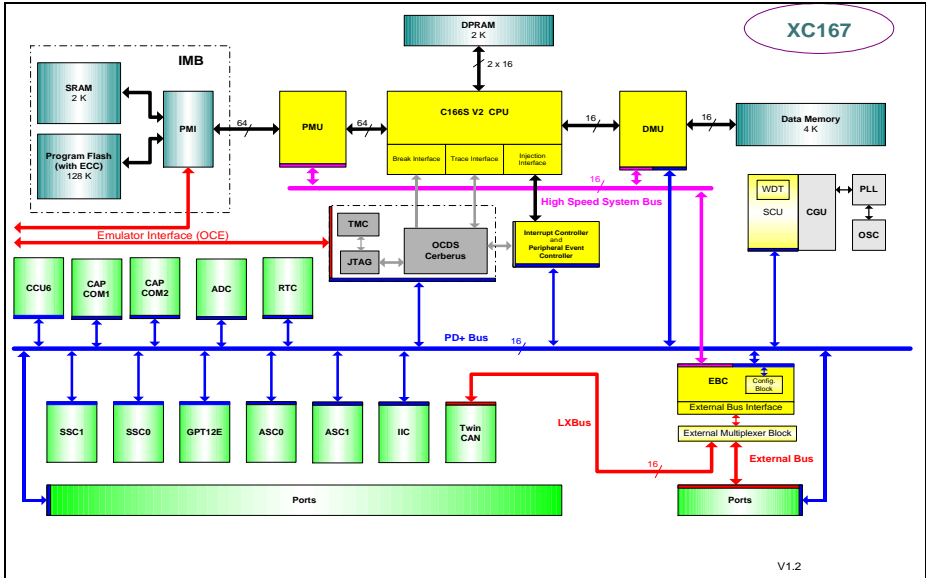 XC167
DPRAM
2 K
2 x 16
IMB
SRAM
2 K
PMI
Program Flash
(with ECC)
128 K
64
PMU
64
C166S V2 CPU
Break Interface
Trace Interface
Injection
Interface
16
DMU
16
Data Memory
4 K
16
High Speed System Bus
WDT
SCU
CGU
PLL
OSC
Emulator Interface (OCE)
TMC
JTAG
OCDS
Cerberus
Interrupt Controller
and
Peripheral Event
Controller
CCU6
CAP
COM1
CAP
COM2
ADC
RTC
PD+ Bus
16
EBC
Config.
Block
External Bus Interface
External Multiplexer Block
SSC1
SSC0
GPT12E
ASC0
ASC1
IIC
Twin
CAN
LXBus
16
External Bus
Ports
Ports
V1.2